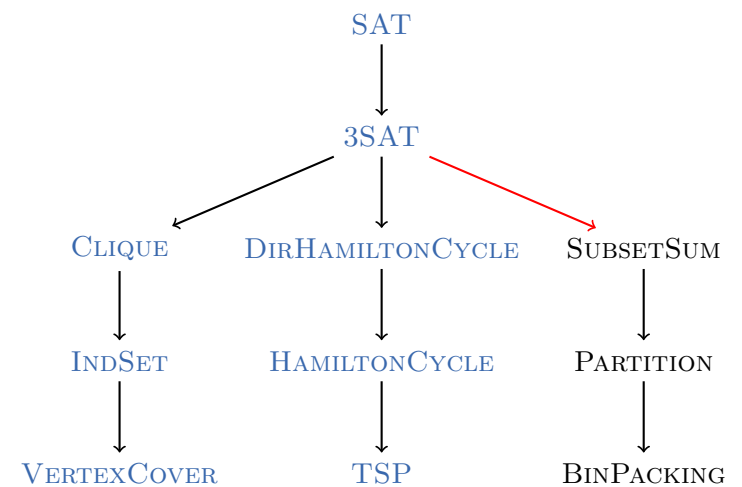 SAT
3SAT
CLIQUE
DIRHAMILTONCYCLE
SUBSETSUM
INDSET
HAMILTONCYCLE
PARTITION
VERTEXCOVER
TSP
BINPACKING